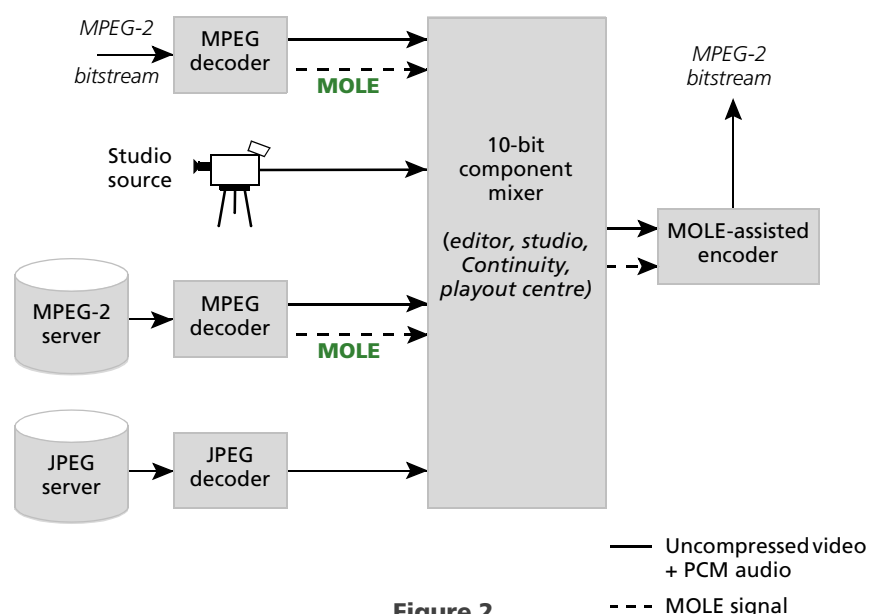 MPEG-2
bitstream
MPEG
decoder
MOLE
Studio
source
MPEG-2
server
MPEG
decoder
MOLE
JPEG
server
JPEG
decoder
10-bit
component
mixer
(editor, studio,
Continuity,
playout centre)
MPEG-2
bitstream
MOLE-assisted
encoder
Uncompressed video
+ PCM audio
MOLE signal
Figure 2